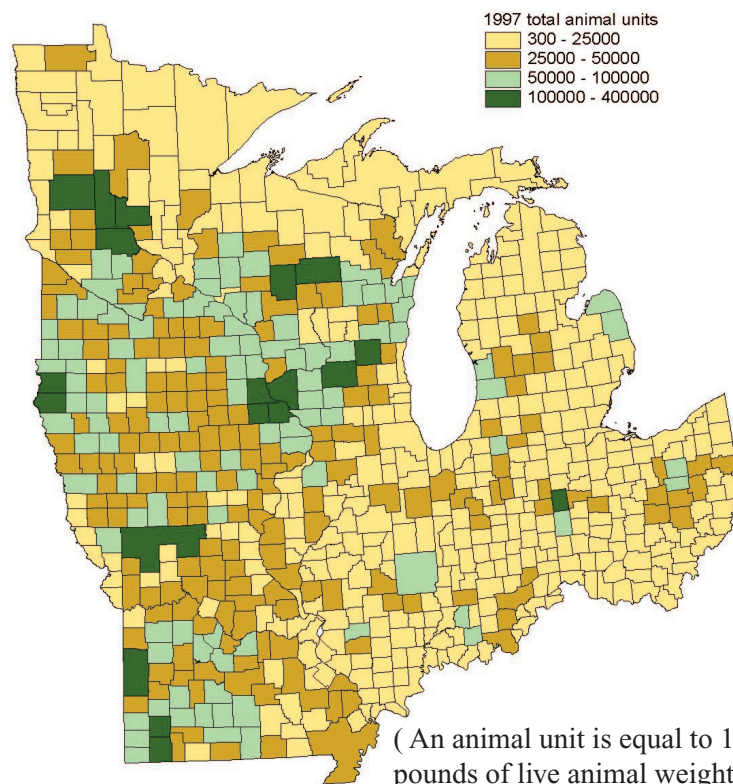 1997 total animal units
300 - 25000
25000 - 50000
50000 - 100000
100000 - 400000
( An animal unit is equal to 1
pounds of live animal weight